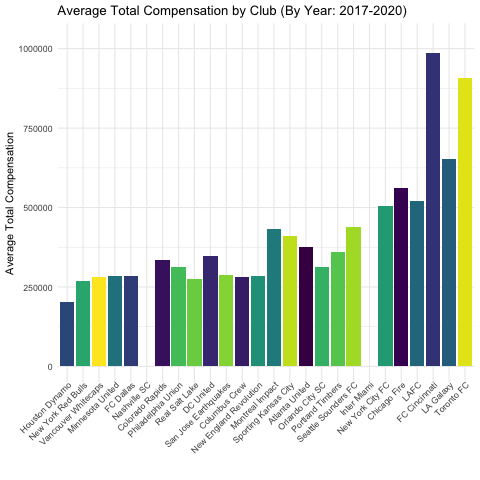 Average Total Compensation by Club (By Year: 2017-2020)
Average Total Compensation
1000000
750000
500000
250000
0
Houston Dynamo
New York Red Bulls
Vancouver Whitecaps
Minnesota United
FC Dallas
Nashville SC
Colorado Rapids
Philadelphia Union
Real Salt Lake
DC United
San Jose Earthquakes
Columbus Crew
New England Revolution
Montreal Impact
Sporting Kansas City
Atlanta United
Orlando City SC
Portland Timbers
Seattle Sounders FC
Inter Miami
New York City FC
Chicago Fire
LAFC
FC Cincinnati
LA Galaxy
Toronto FC